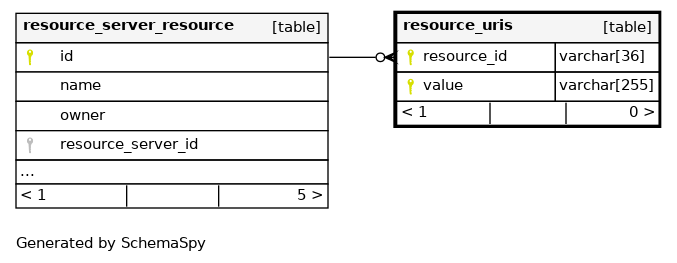 resource_server_resource [table]
id
name
owner
resource_server_id
...
< 1 5 >
resource_uris [table]
resource_id varchar[36]
value varchar[255]
< 1 0 >
Generated by SchemaSpy